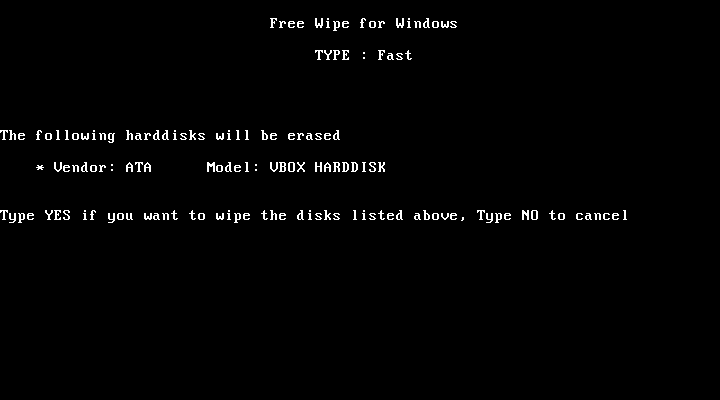 Free Wipe for Windows
TYPE : Fast
The following harddisks will be erased
* Vendor: ATA Model: VBOX HARDDISK
Type YES if you want to wipe the disks listed above, Type NO to cancel